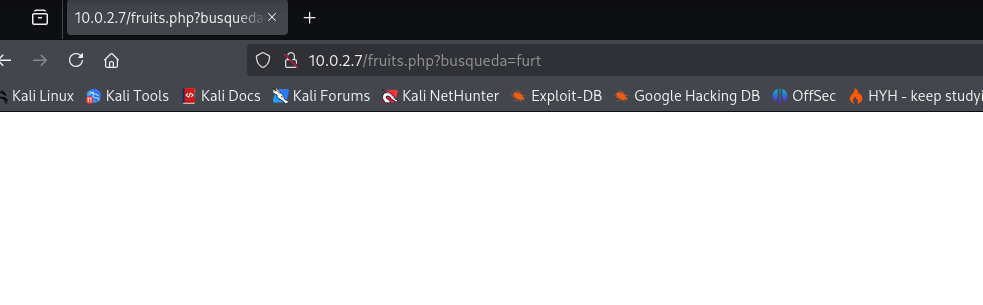 10.0.2.7/fruits.php?busqueda
10.0.2.7/fruits.php?busqueda=furt
Kali Linux Kali Tools Kali Docs Kali Forums Kali NetHunter Exploit-DB Google Hacking DB OffSec HYH - keep studyi